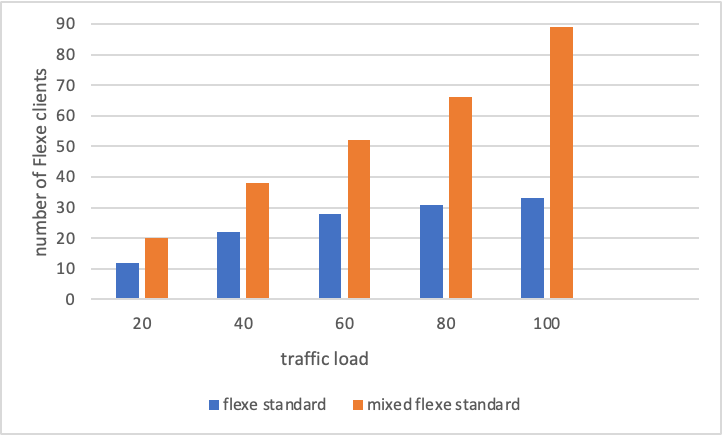 90
80
70
60
50
40
30
20
10
0
number of Flexe clients
20 40 60 80 100
traffic load
flexe standard mixed flexe standard